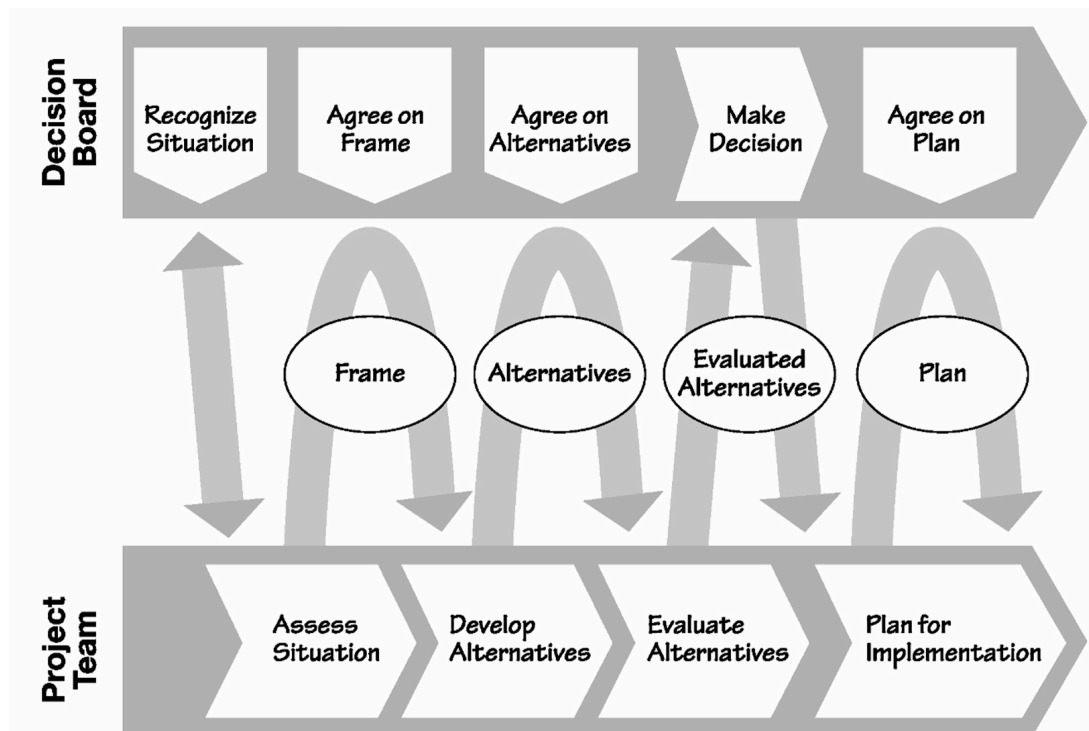 Decision
Board
Recognize
Situation
Agree on
Frame
Agree on
Alternatives
Make
Decision
Agree on
Plan
Frame
Alternatives
Evaluated
Alternatives
Plan
Project
Team
Assess
Situation
Develop
Alternatives
Evaluate
Alternatives
Plan for
Implementation